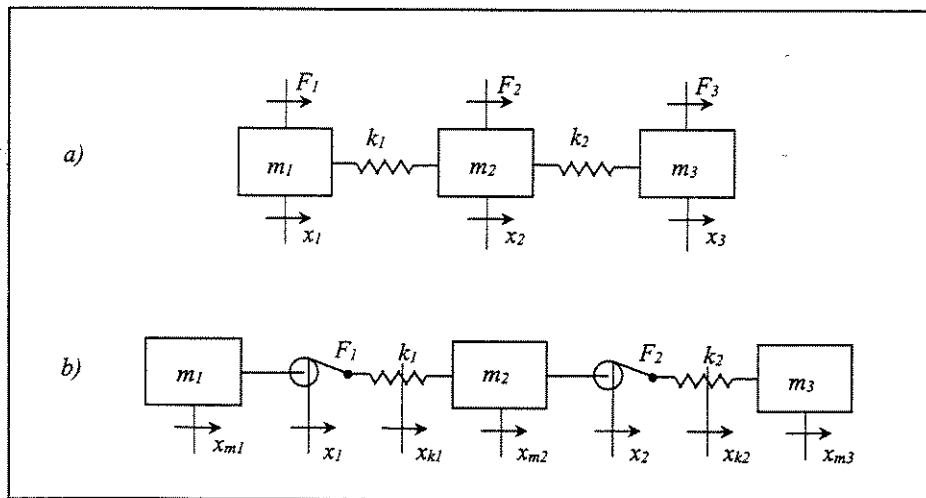 F1 F2 F3
k1 k2
a) m1 m2 m3
x1 x2 x3
b) m1 F1 k1 m2 F2 k2 m3
xm1 x1 xk1 xm2 x2 xk2 xm3